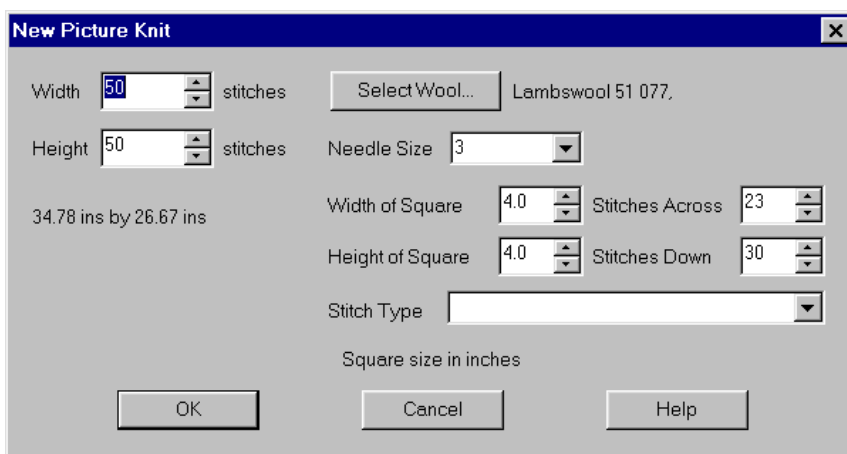 New Picture Knit
Width 50 stitches Select Wool... Lambswool 51 077,
Height 50 stitches Needle Size 3
34.78 ins by 26.67 ins Width of Square 4.0 Stitches Across 23
Height of Square 4.0 Stitches Down 30
Stitch Type
Square size in inches
OK Cancel Help